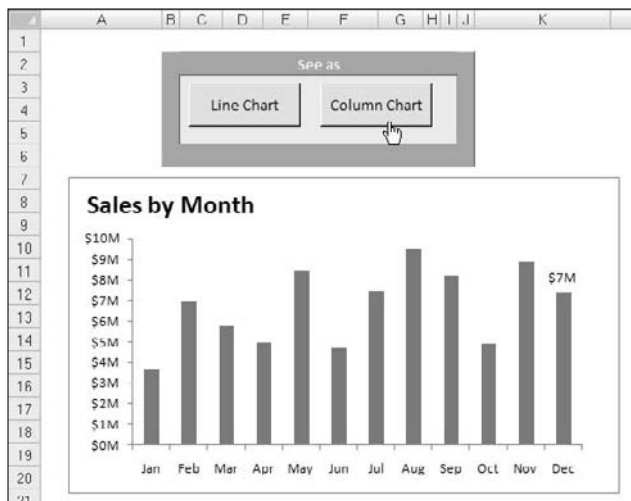 A B C D E F G H I J K
1
2 See as
3
4 Line Chart Column Chart
5
6
7
8 Sales by Month
9
10 $10M
$9M
11 $8M $7M
12 $7M
13 $6M
14 $5M
15 $4M
16 $3M
17 $2M
18 $1M
19 $0M
20 Jan Feb Mar Apr May Jun Jul Aug Sep Oct Nov Dec
21